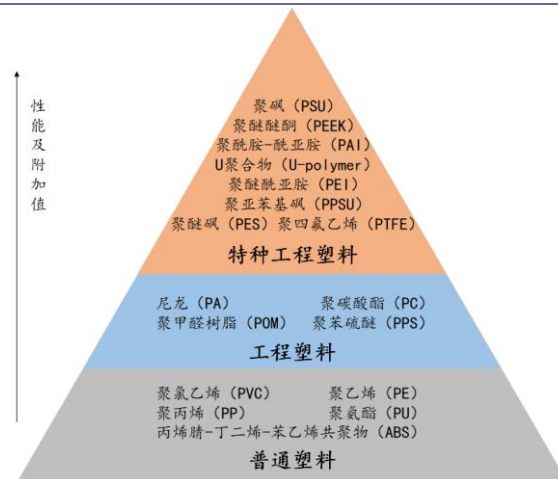 性能及附加值
聚砜（PSU）
聚醚醚酮（PEEK）
聚酰胺-酰亚胺（PAI）
U聚合物（U-polymer）
聚醚酰亚胺（PEI）
聚亚苯基砜（PPSU）
聚醚砜（PES） 聚四氟乙烯（PTFE）
特种工程塑料
尼龙（PA） 聚碳酸酯（PC）
聚甲醛树脂（POM） 聚苯硫醚（PPS）
工程塑料
聚氯乙烯（PVC） 聚乙烯（PE）
聚丙烯（PP） 聚氨酯（PU）
丙烯腈-丁二烯-苯乙烯共聚物（ABS）
普通塑料